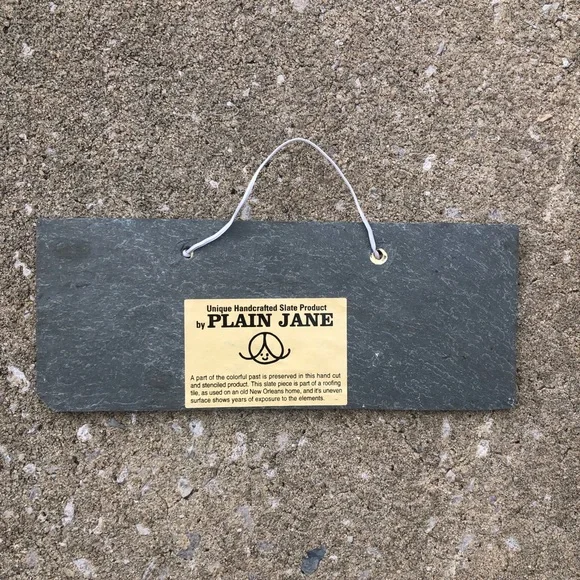 Unique Handcrafted Slate Product
by PLAIN JANE
A part of the colorful past is preserved in this hand cut
and stenciled product. This slate piece is part of a roofing
tile, as used on an old New Orleans home, and it's uneven
surface shows years of exposure to the elements.